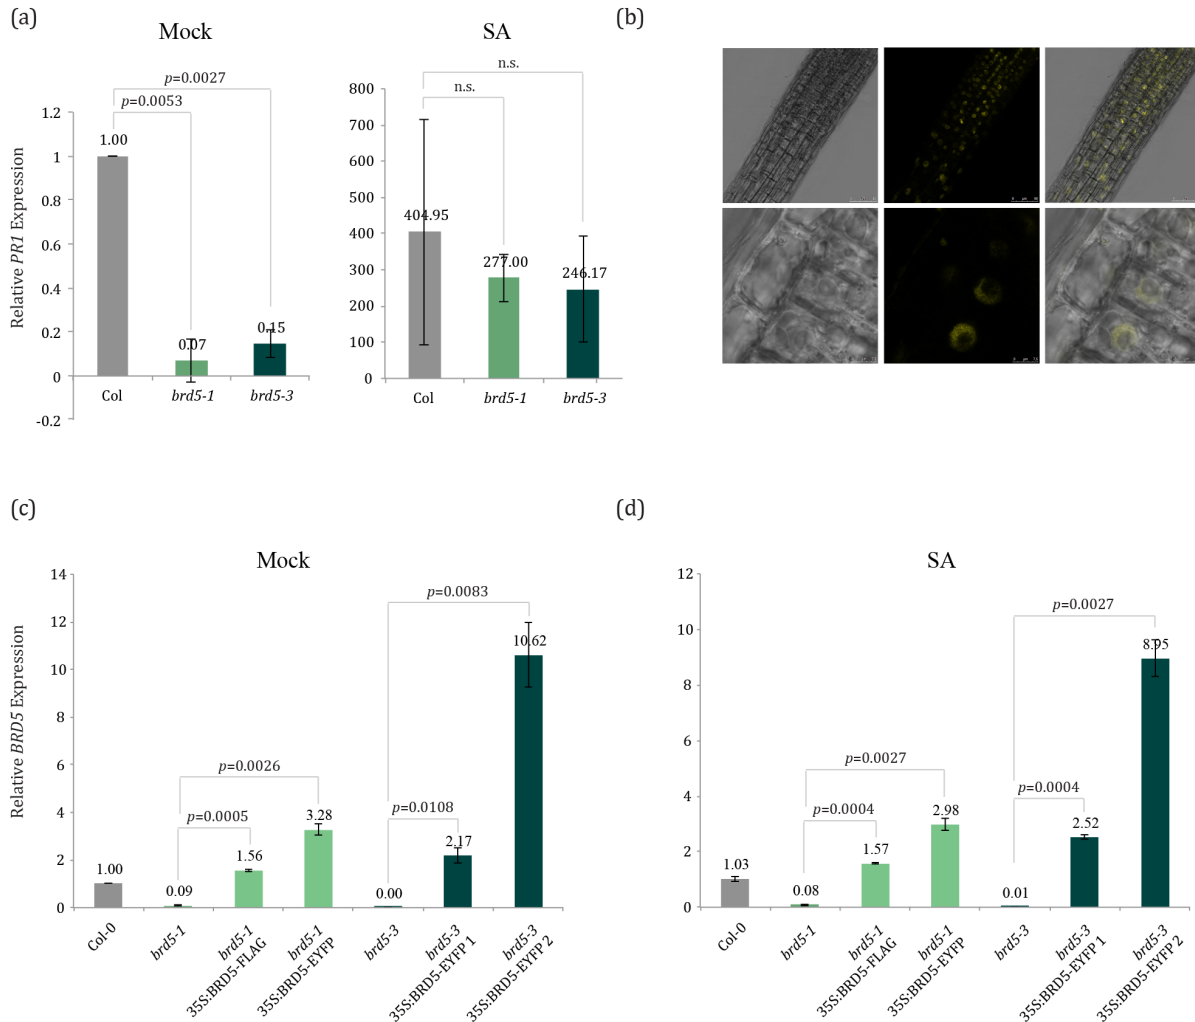 (a)
Mock
SA
Relative PR1 Expression
p=0.0027
p=0.0053
1.2
1
0.8
0.6
0.4
0.2
0
-0.2
1.00
0.07
0.15
Col
brd5-1
brd5-3
n.s.
n.s.
800
700
600
500
400
300
200
100
0
404.95
277.00
246.17
Col
brd5-1
brd5-3
(b)
(c)
Mock
Relative BRD5 Expression
14
12
10
8
6
4
2
0
p=0.0083
p=0.0026
p=0.0005
p=0.0108
1.00
0.09
1.56
3.28
0.00
2.17
10.62
Col-0
brd5-1
brd5-1
35S:BRD5-FLAG
brd5-1
35S:BRD5-EYFP
brd5-3
brd5-3
35S:BRD5-EYFP 1
brd5-3
35S:BRD5-EYFP 2
(d)
SA
12
10
8
6
4
2
0
p=0.0027
p=0.0027
p=0.0004
p=0.0004
1.03
0.08
1.57
2.98
0.01
2.52
8.95
Col-0
brd5-1
brd5-1
35S:BRD5-FLAG
brd5-1
35S:BRD5-EYFP
brd5-3
brd5-3
35S:BRD5-EYFP 1
brd5-3
35S:BRD5-EYFP 2